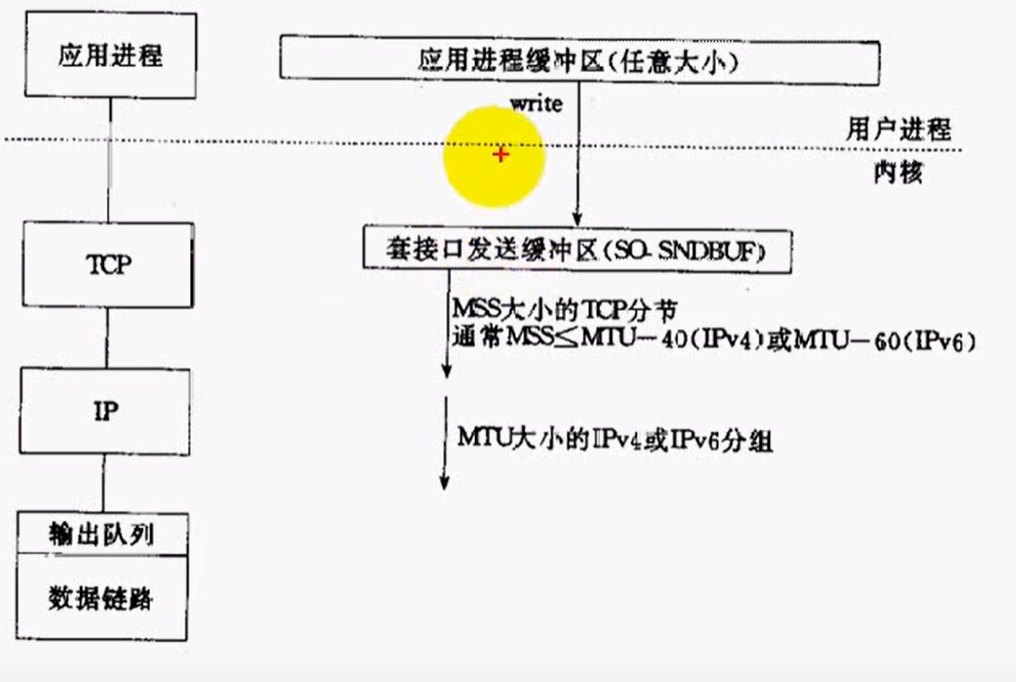 应用进程
应用进程缓冲区(任意大小)
write
用户进程
内核
TCP
套接口发送缓冲区(SO-SNDBUF)
MSS大小的TCP分节
通常MSS≤MTU-40(IPv4)或MTU-60(IPv6)
IP
MTU大小的IPv4或IPv6分组
输出队列
数据链路